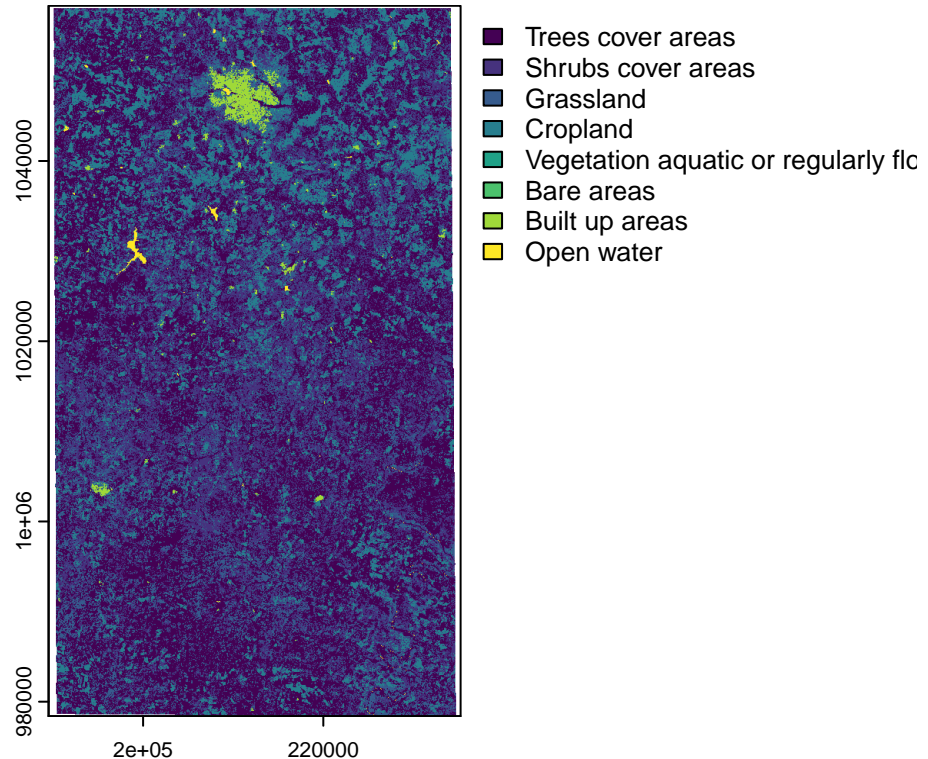 Trees cover areas
Shrubs cover areas
Grassland
Cropland
Vegetation aquatic or regularly flo
Bare areas
Built up areas
Open water
1040000
1020000
1e+06
980000
2e+05
220000